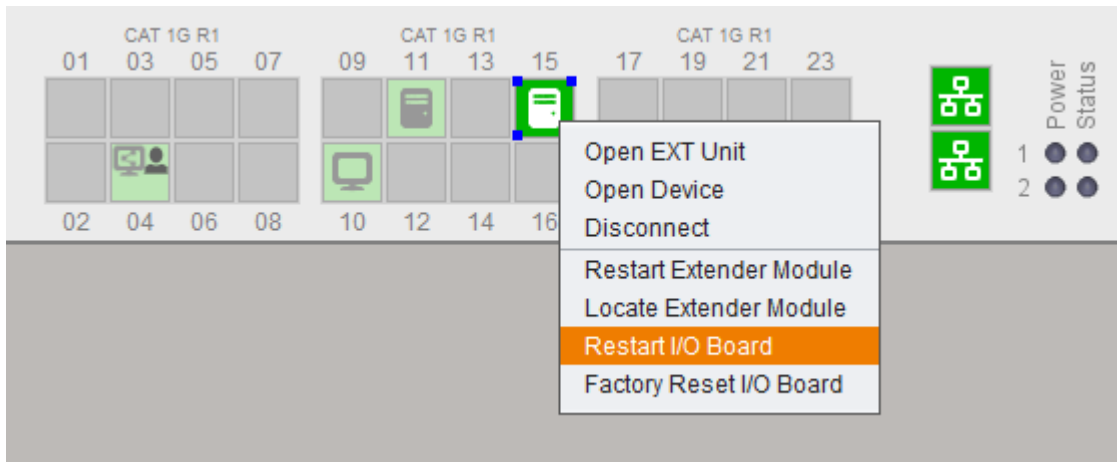 CAT 1G R1 CAT 1G R1 CAT 1G R1
01 03 05 07 09 11 13 15 17 19 21 23
Power
Status
Open EXT Unit
1
Open Device
2
02 04 06 08 10 12 14 16
Disconnect
Restart Extender Module
Locate Extender Module
Restart I/O Board
Factory Reset I/O Board